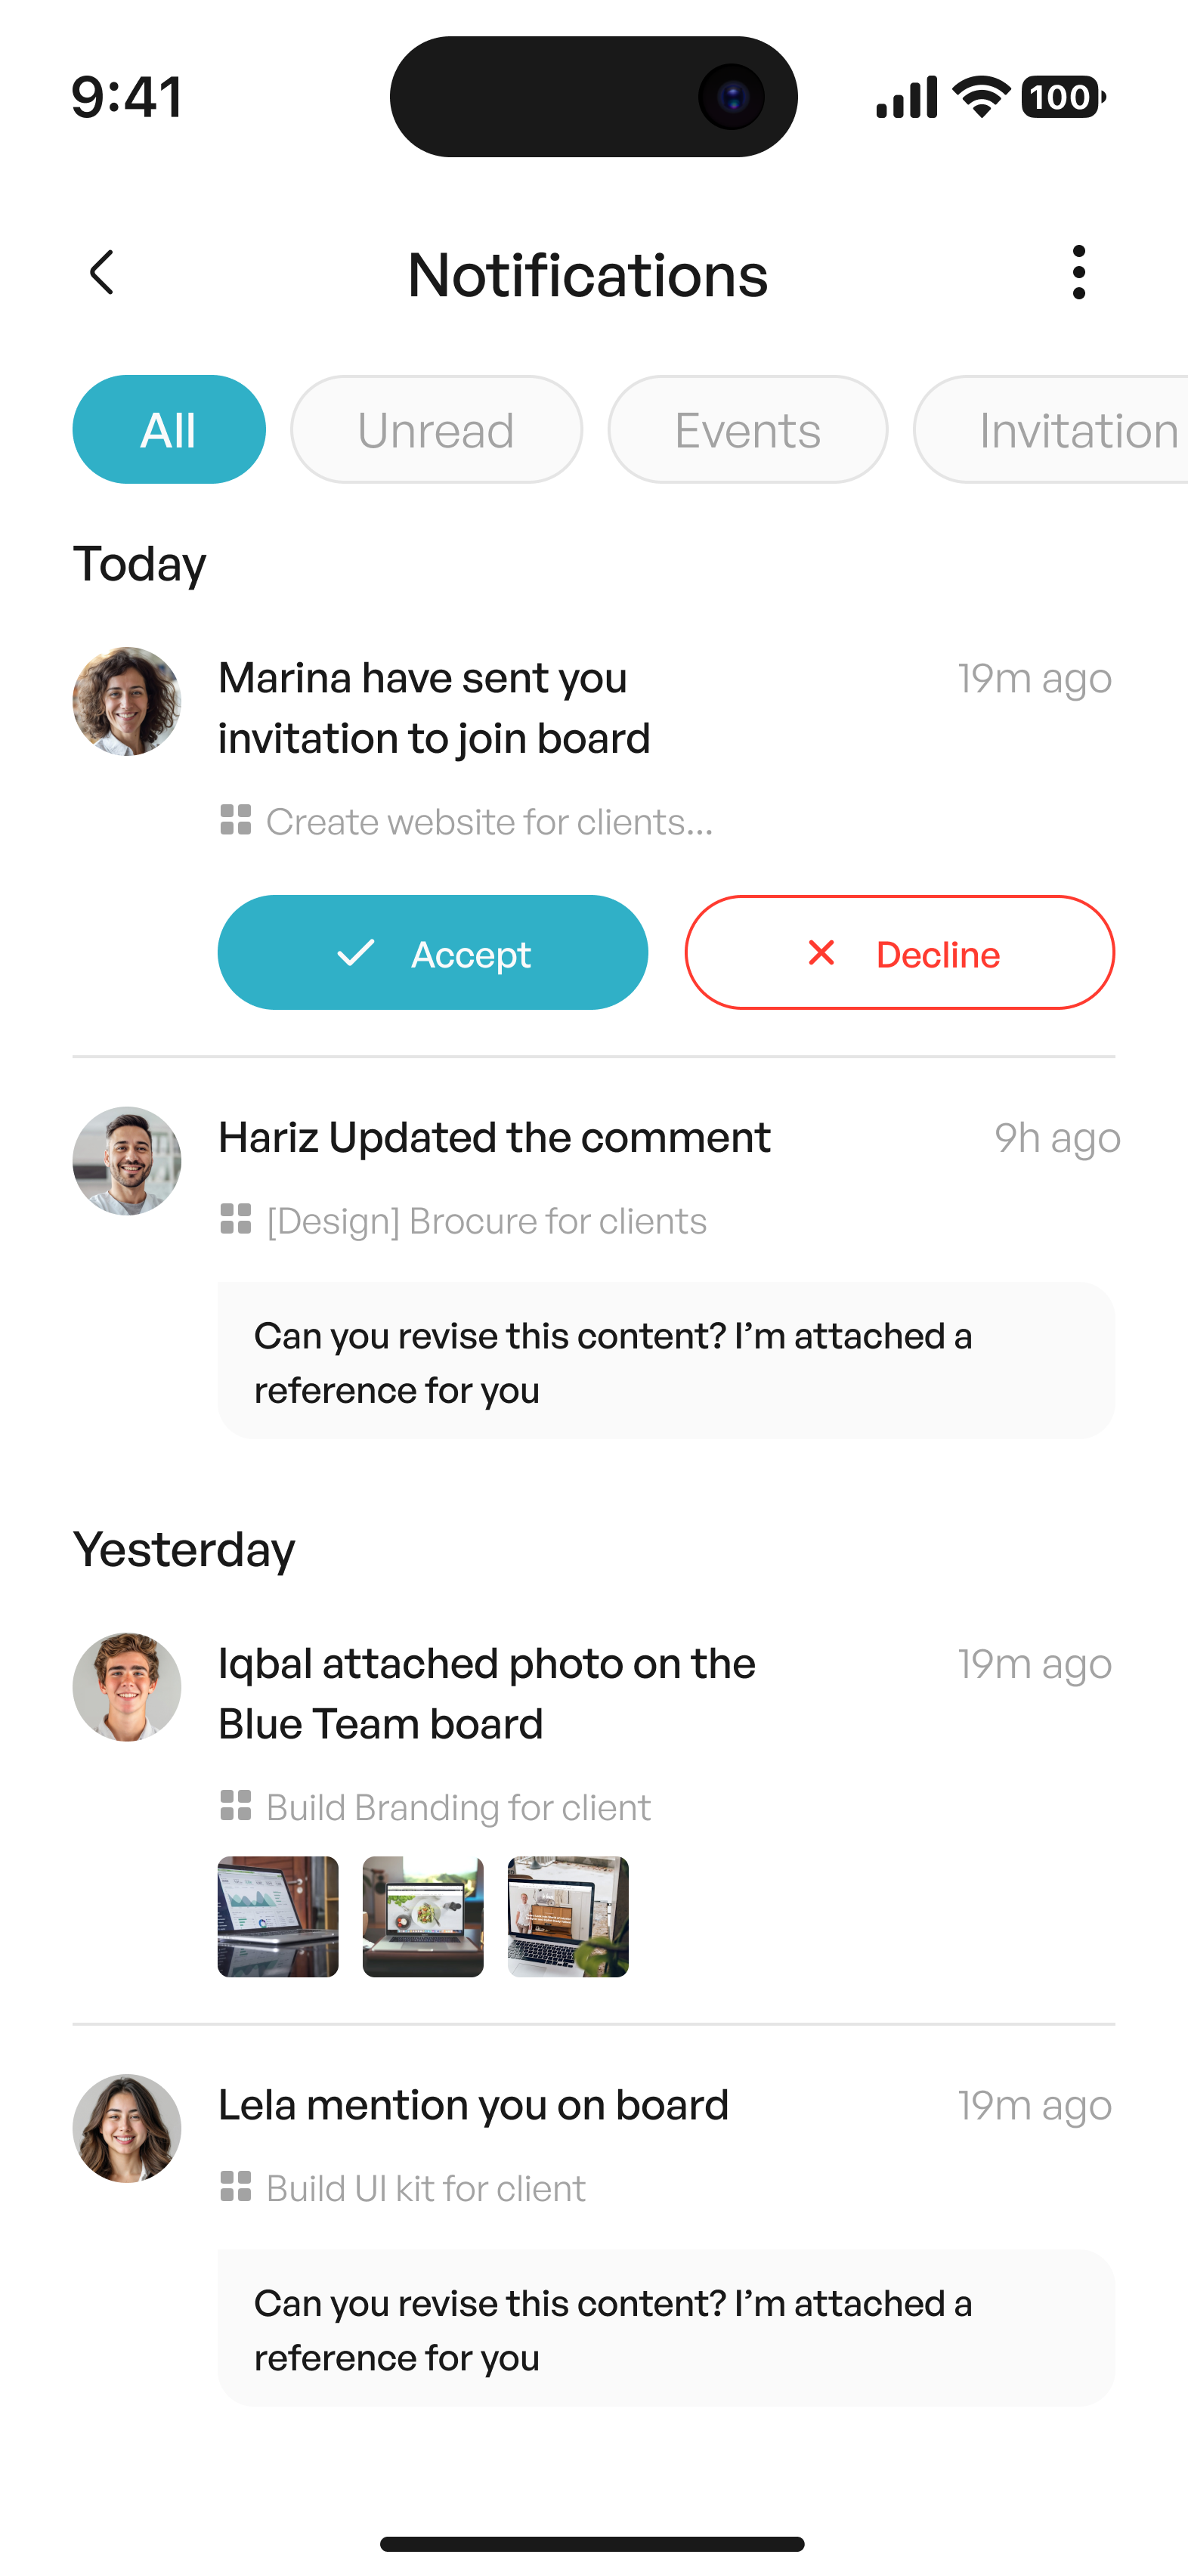 9:41
100
Notifications
All
Unread
Events
Invitation
Today
Marina have sent you
19m ago
invitation to join board
Create website for clients...
Accept
Decline
Hariz Updated the comment
9h ago
[Design] Brocure for clients
Can you revise this content? I’m attached a
reference for you
Yesterday
Iqbal attached photo on the
19m ago
Blue Team board
Build Branding for client
Lela mention you on board
19m ago
Build UI kit for client
Can you revise this content? I’m attached a
reference for you